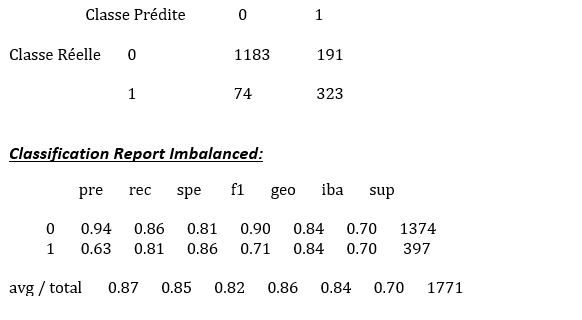 Classe Prédite 0 1
Classe Réelle 0 1183 191
1 74 323
Classification Report Imbalanced:
pre rec spe f1 geo iba sup
0 0.94 0.86 0.81 0.90 0.84 0.70 1374
1 0.63 0.81 0.86 0.71 0.84 0.70 397
avg / total 0.87 0.85 0.82 0.86 0.84 0.70 1771